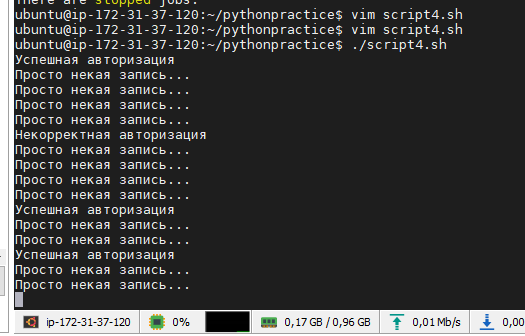 There are stopped jobs.
ubuntu@ip-172-31-37-120:~/pythonpractice$ vim script4.sh
ubuntu@ip-172-31-37-120:~/pythonpractice$ vim script4.sh
ubuntu@ip-172-31-37-120:~/pythonpractice$ ./script4.sh
Успешная авторизация
Просто некая запись...
Просто некая запись...
Просто некая запись...
Просто некая запись...
Некорректная авторизация
Просто некая запись...
Просто некая запись...
Просто некая запись...
Просто некая запись...
Успешная авторизация
Просто некая запись...
Просто некая запись...
Успешная авторизация
Просто некая запись...
Просто некая запись...
ip-172-31-37-120 0% 0,17 GB / 0,96 GB 0,01 Mb/s 0,00